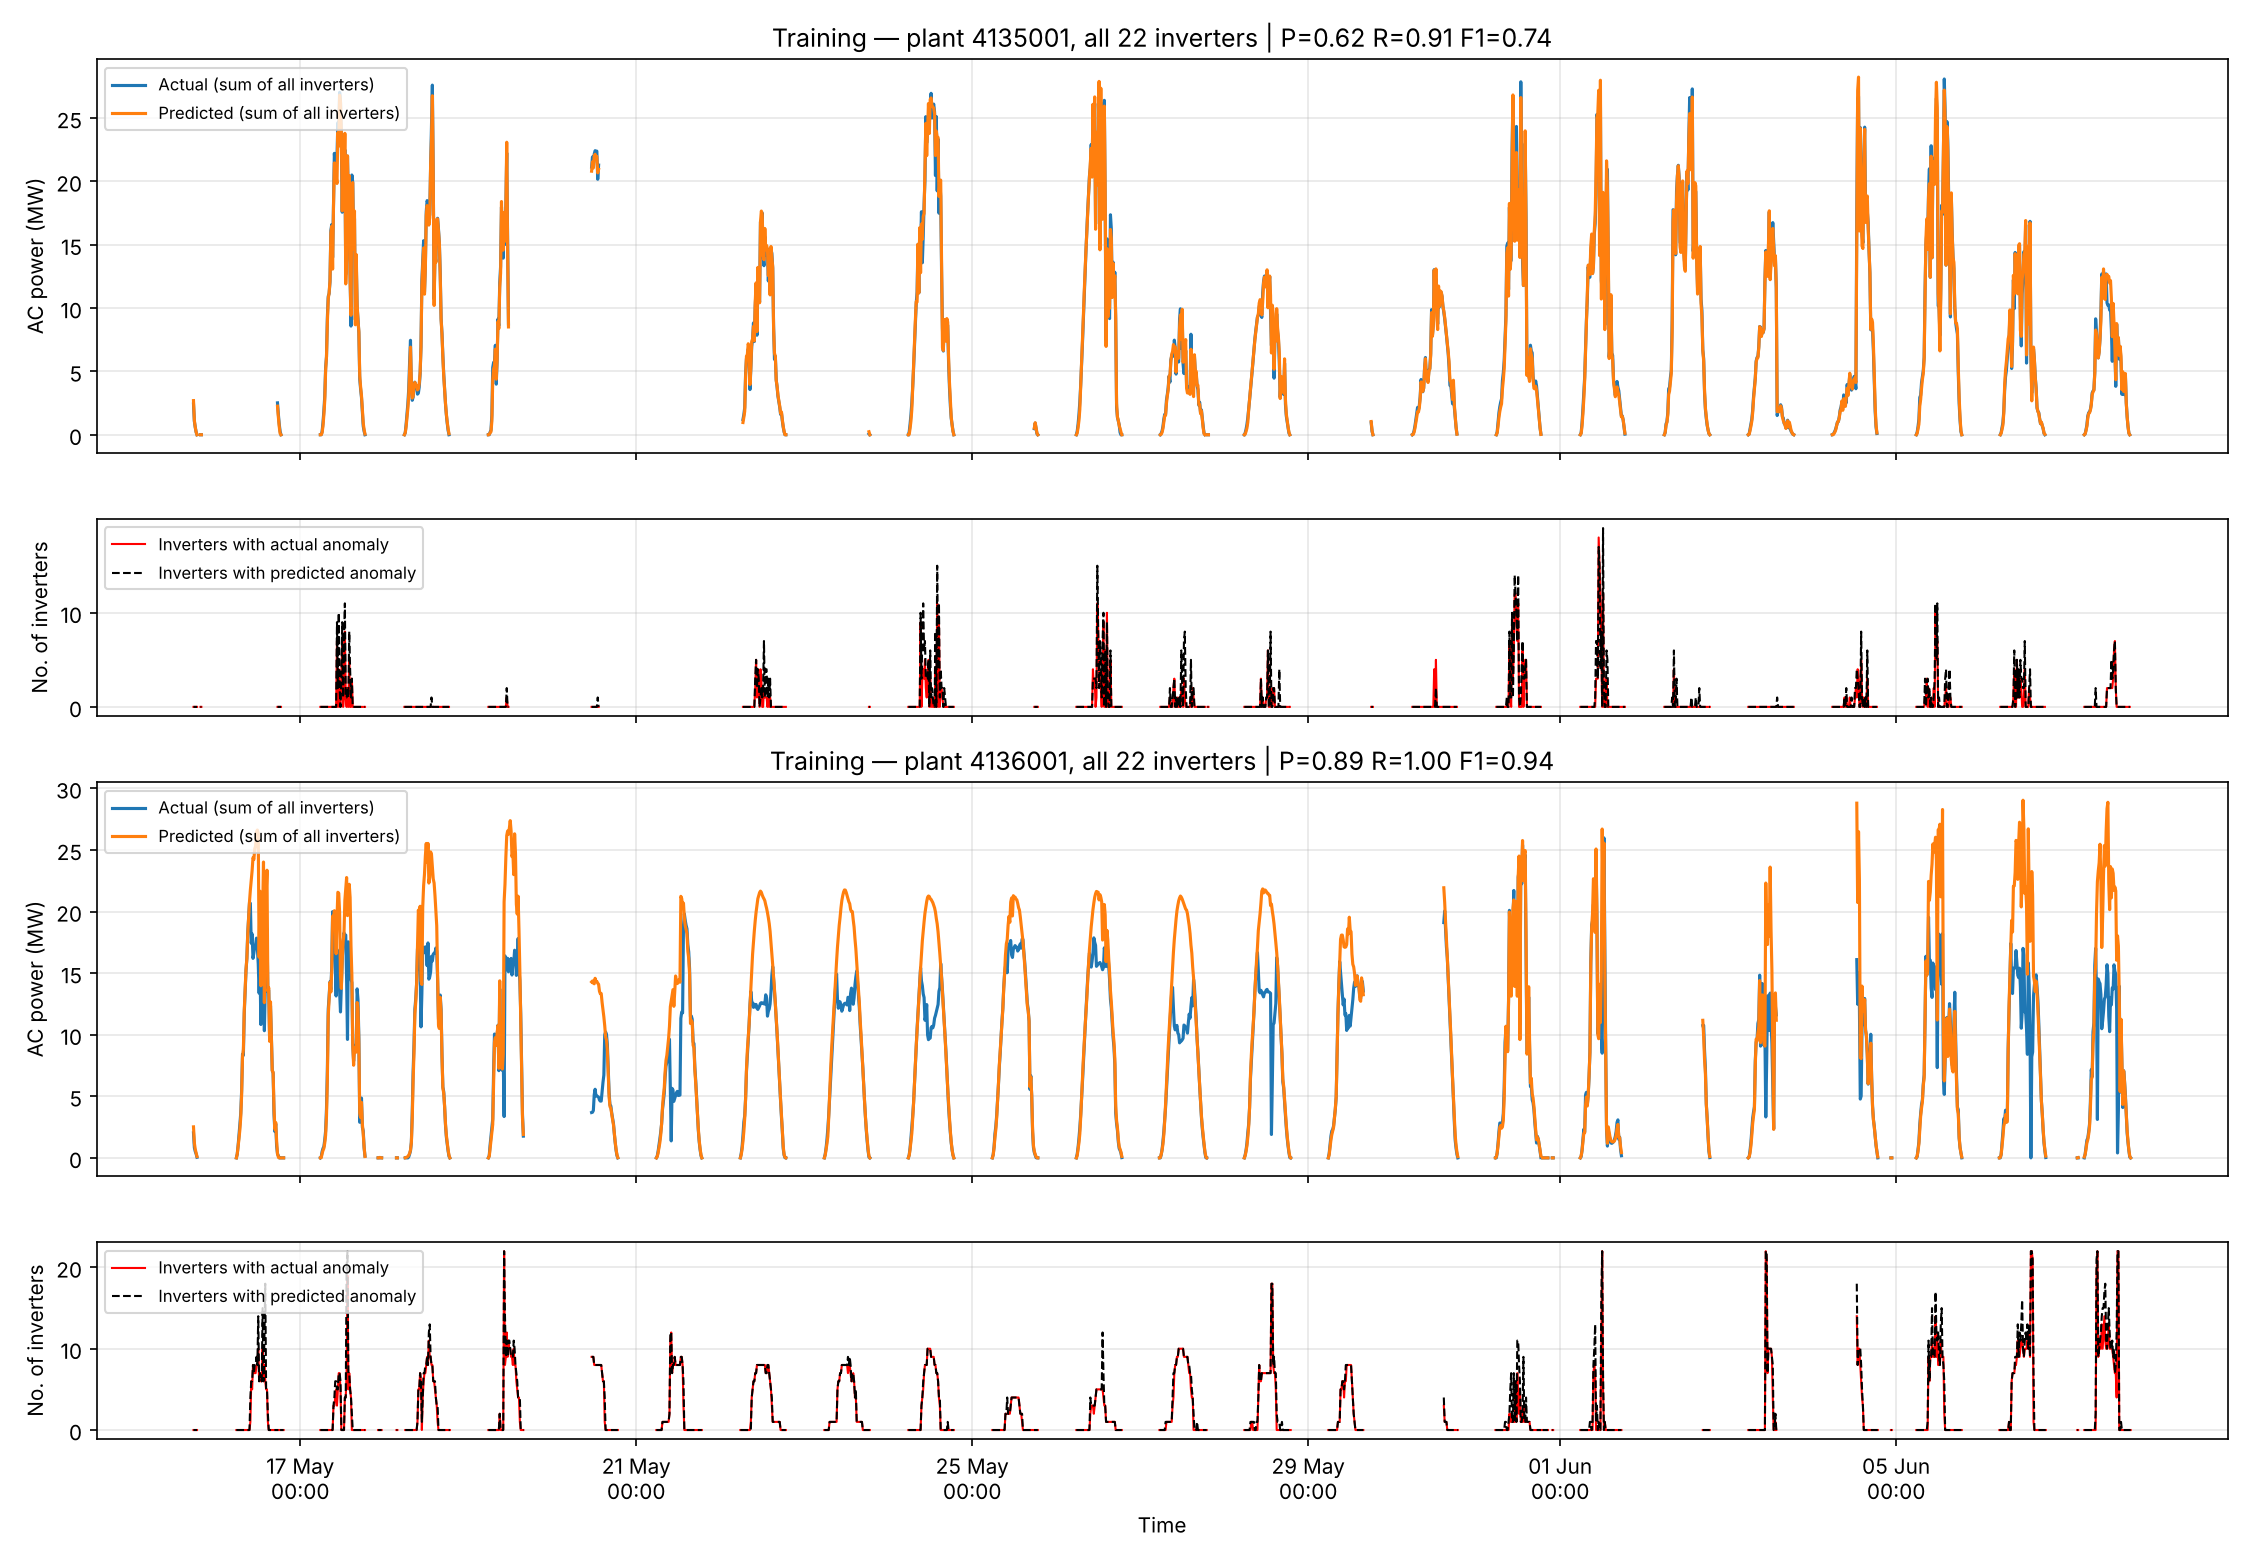 Training — plant 4135001, all 22 inverters | P=0.62 R=0.91 F1=0.74
Actual (sum of all inverters)
Predicted (sum of all inverters)
AC power (MW)
25
20
15
10
5
0
Inverters with actual anomaly
Inverters with predicted anomaly
No. of inverters
10
0
Training — plant 4136001, all 22 inverters | P=0.89 R=1.00 F1=0.94
Actual (sum of all inverters)
Predicted (sum of all inverters)
AC power (MW)
30
25
20
15
10
5
0
Inverters with actual anomaly
Inverters with predicted anomaly
No. of inverters
20
10
0
17 May
00:00
21 May
00:00
25 May
00:00
29 May
00:00
01 Jun
00:00
05 Jun
00:00
Time